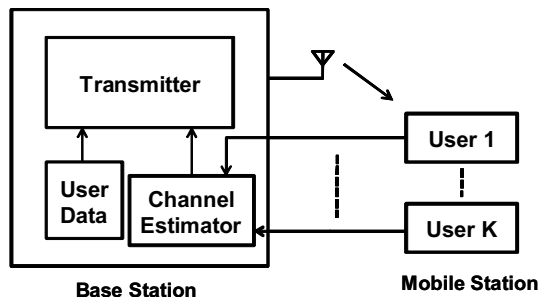 Transmitter
User
Data
Channel
Estimator
Base Station
User 1
User K
Mobile Station